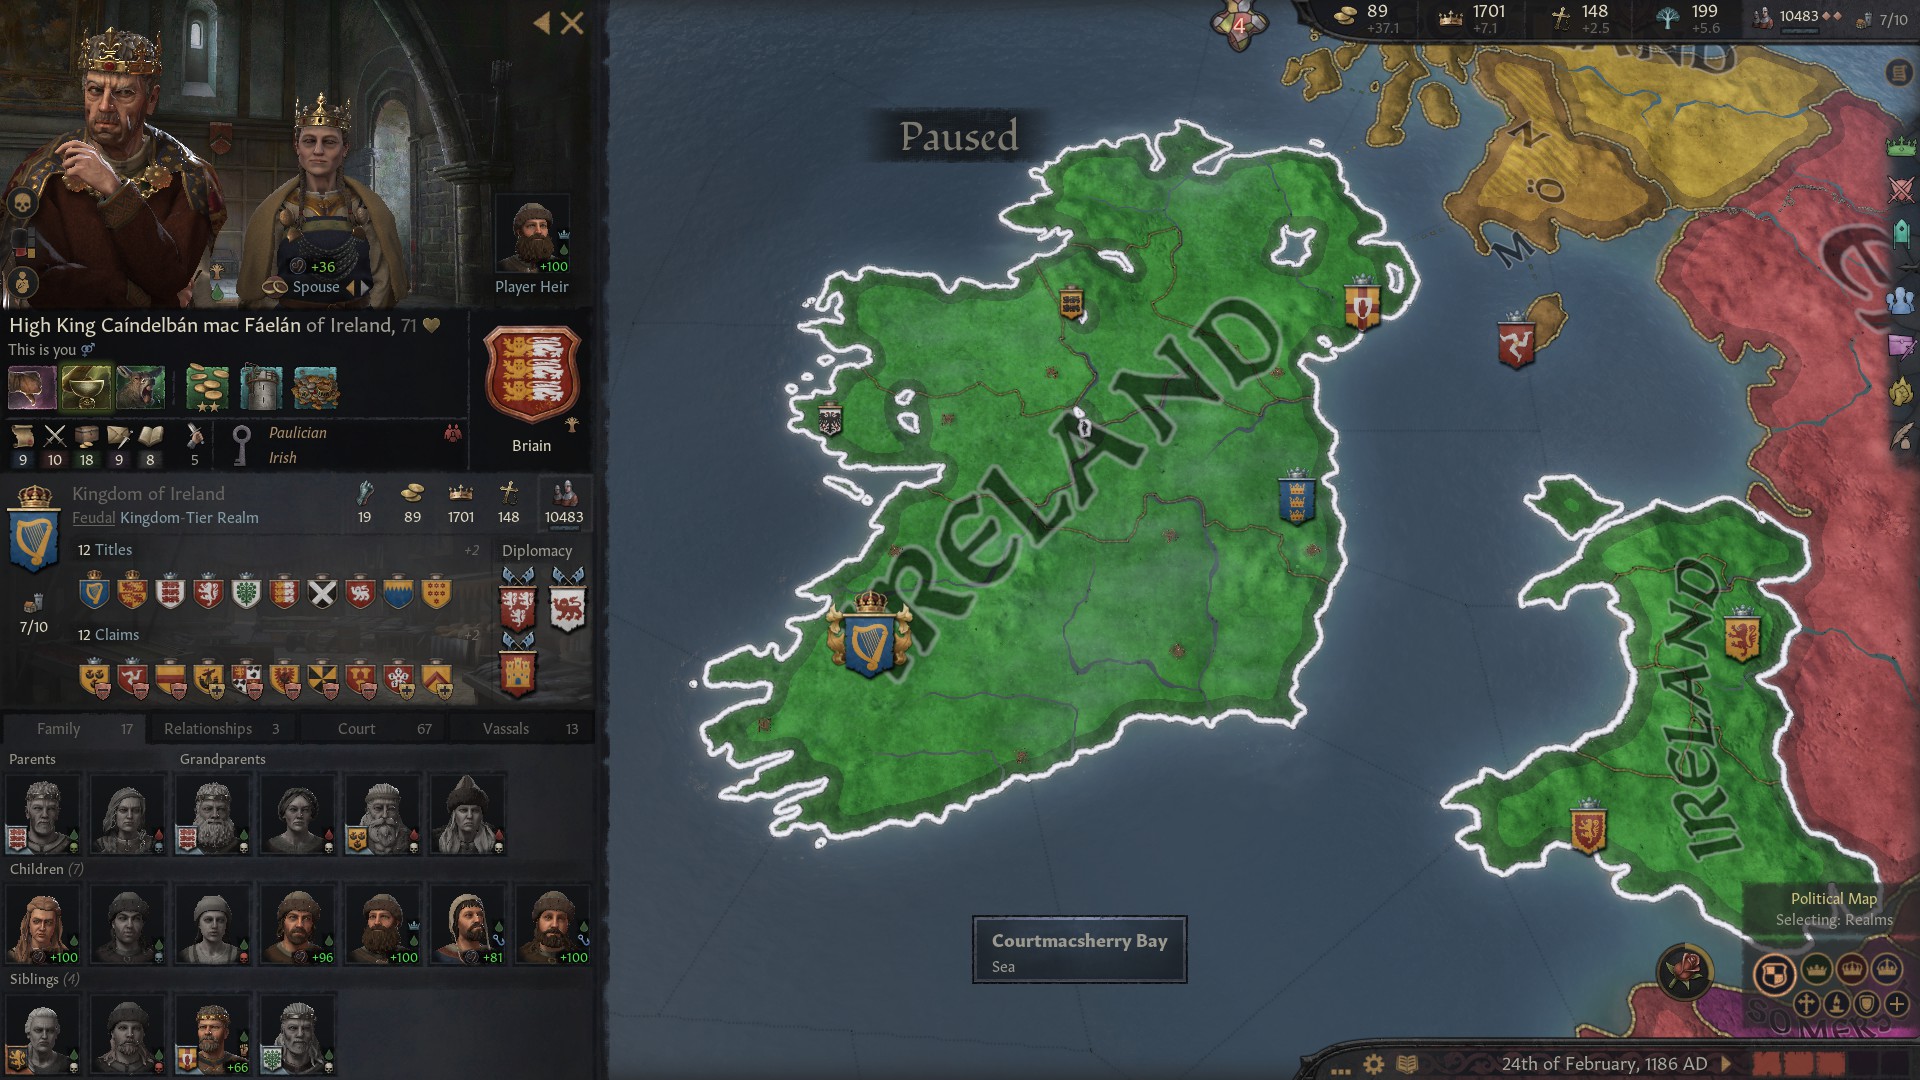 Paused
4
89
+37.1
1701
+7.1
148
+2.5
199
+5.6
10483
7/10
+36
Spouse
+100
Player Heir
High King Caíndelbán mac Fáelán of Ireland, 71
This is you
Paulician
Irish
9 10 18 9 8 5
Briain
Kingdom of Ireland
Feudal Kingdom-Tier Realm
19 89 1701 148 10483
12 Titles
+2
Diplomacy
7/10
12 Claims
+2
Family 17
Relationships 3
Court 67
Vassals 13
Parents
Grandparents
Children (7)
+100 +96 +100 +81 +100
Siblings (4)
+66
IRELAND
MÖN
IRELAND
Courtmacsherry Bay
Sea
Political Map
Selecting: Realms
24th of February, 1186 AD